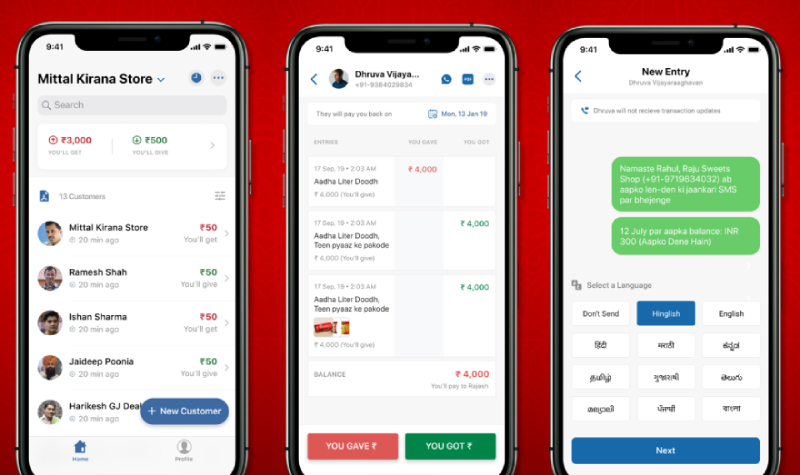 9:41
Mittal Kirana Store
Search
₹3,000
YOU'LL GET
₹500
YOU'LL GIVE
13 Customers
Mittal Kirana Store
₹50
20 min ago
You'll get
Ramesh Shah
₹50
20 min ago
You'll give
Ishan Sharma
₹50
20 min ago
You'll get
Jaideep Poonia
₹50
20 min ago
You'll give
Harikesh GJ Deal
20 min ago
+ New Customer
Home
Profile
9:41
Dhruva Vijaya...
+91-9384029834
PDF
They will pay you back on
Mon, 13 Jan 19
ENTRIES
YOU GAVE
YOU GOT
17 Sep, 19 • 2:03 AM
₹ 4,000
Aadha Liter Doodh
₹ 4,000 (You'll give)
17 Sep, 19 • 2:03 AM
₹ 4,000
Aadha Liter Doodh,
Teen pyaaz ke pakode
₹ 4,000 (You'll give)
17 Sep, 19 • 2:03 AM
₹ 4,000
Aadha Liter Doodh,
Teen pyaaz ke pakode
₹ 4,000 (You'll give)
BALANCE
₹ 4,000
You'll pay to Rajesh
YOU GAVE ₹
YOU GOT ₹
9:41
New Entry
Dhruva Vijayaraaghavan
Dhruva will not recieve transaction updates
Namaste Rahul, Raju Sweets
Shop (+91-9719834032) ab
aapko len-den ki jaankari SMS
par bhejenge
12 July par aapka balance: INR
300 (Aapko Dene Hain)
Select a Language
Don't Send
Hinglish
English
हिंदी
मराठी
ಕನ್ನಡ
தமிழ்
ગુજરાતી
తెలుగు
മലയാലി
ਪੰਜਾਬੀ
বাংলা
Next